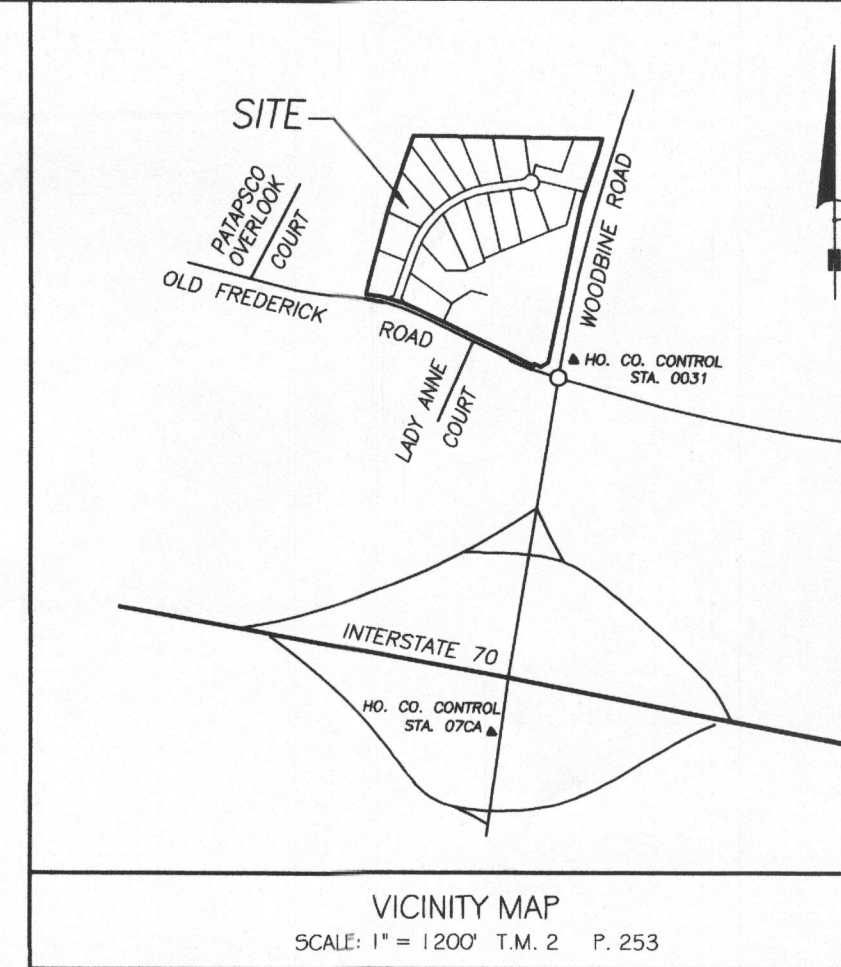 SITE
PATAPSCO
OVERLOOK
COURT
OLD FREDERICK
ROAD
WOODBINE ROAD
HO. CO. CONTROL
STA. 0031
LADY ANNE
COURT
INTERSTATE 70
HO. CO. CONTROL
STA. 07CA
VICINITY MAP
SCALE: 1" = 1200' T.M. 2 P. 253